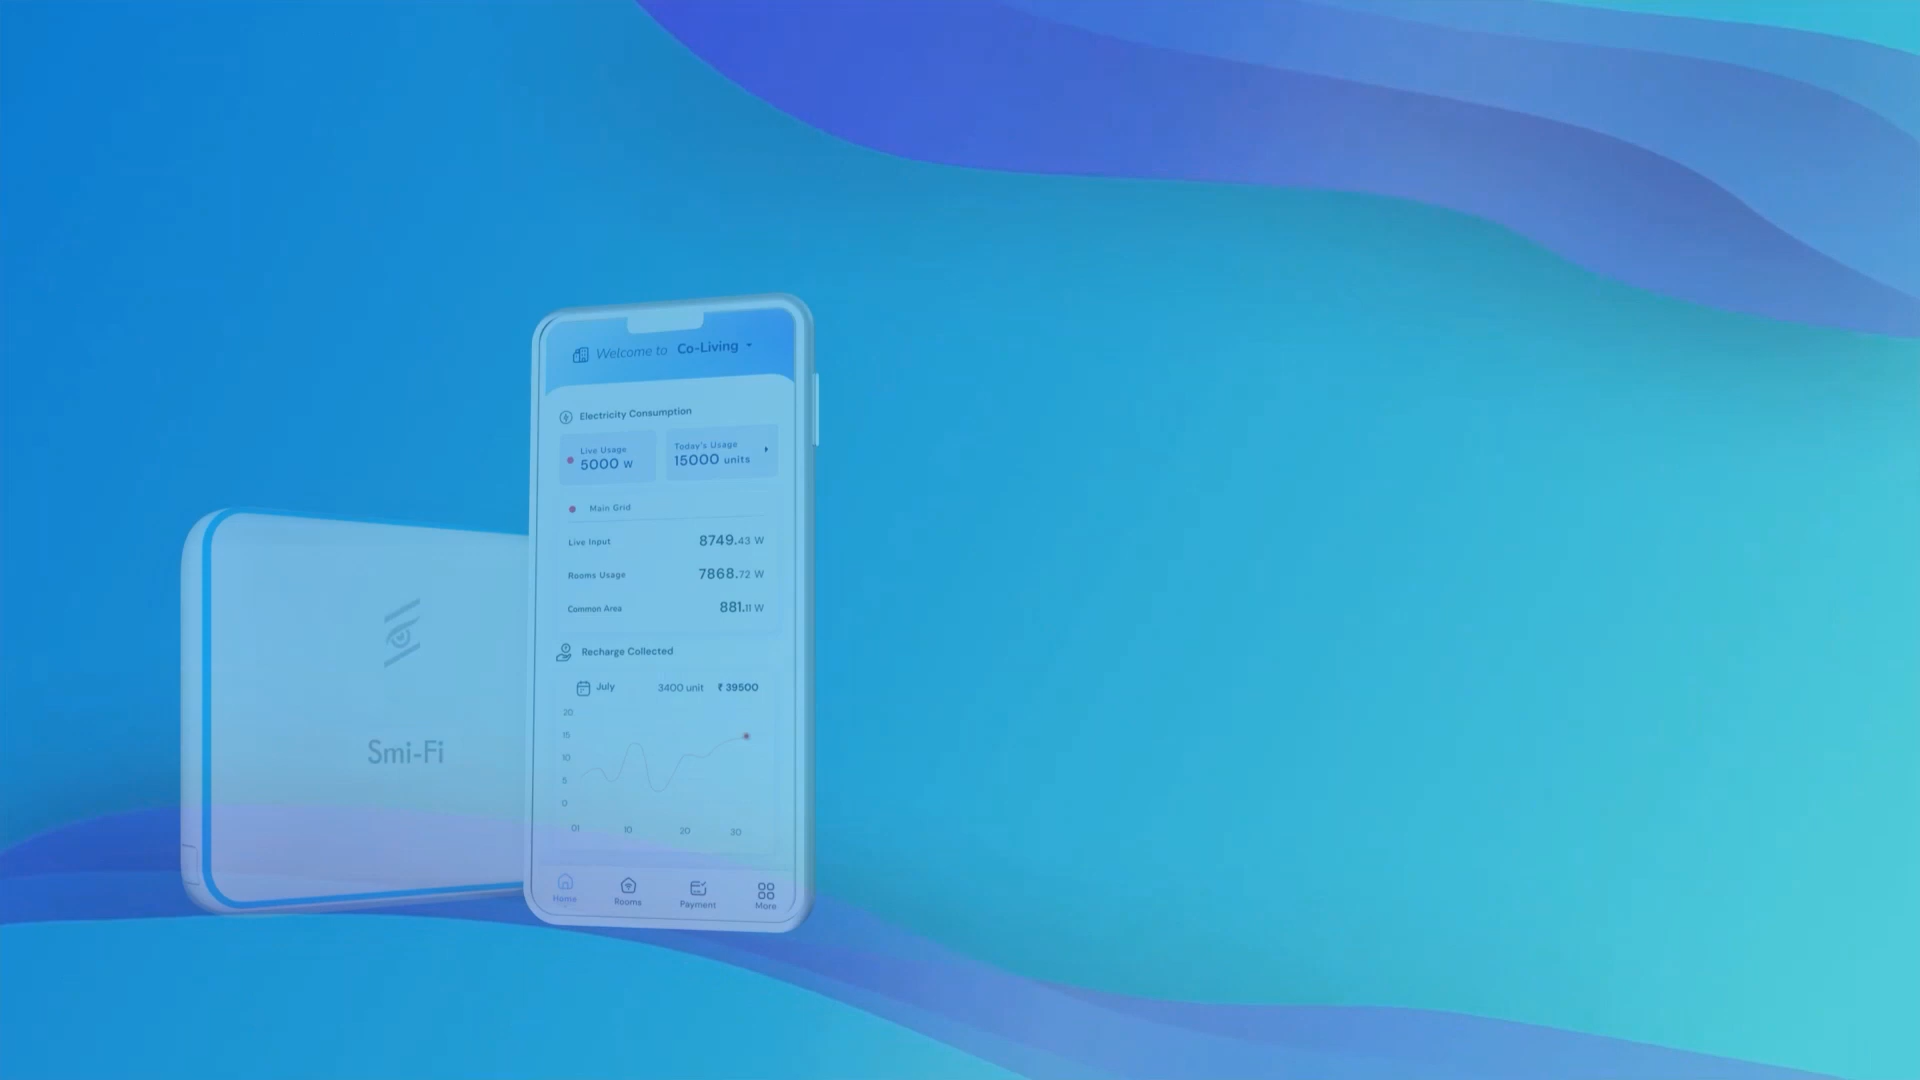 Welcome to Co-Living
Electricity Consumption
Live Usage
5000 W
Today's Usage
15000 units
Main Grid
Live Input 8749.43 W
Rooms Usage 7868.72 W
Common Area 881.11 W
Recharge Collected
July 3400 unit ₹ 39500
20
15
10
5
0
01 10 20 30
Home Rooms Payment More
Smi-Fi